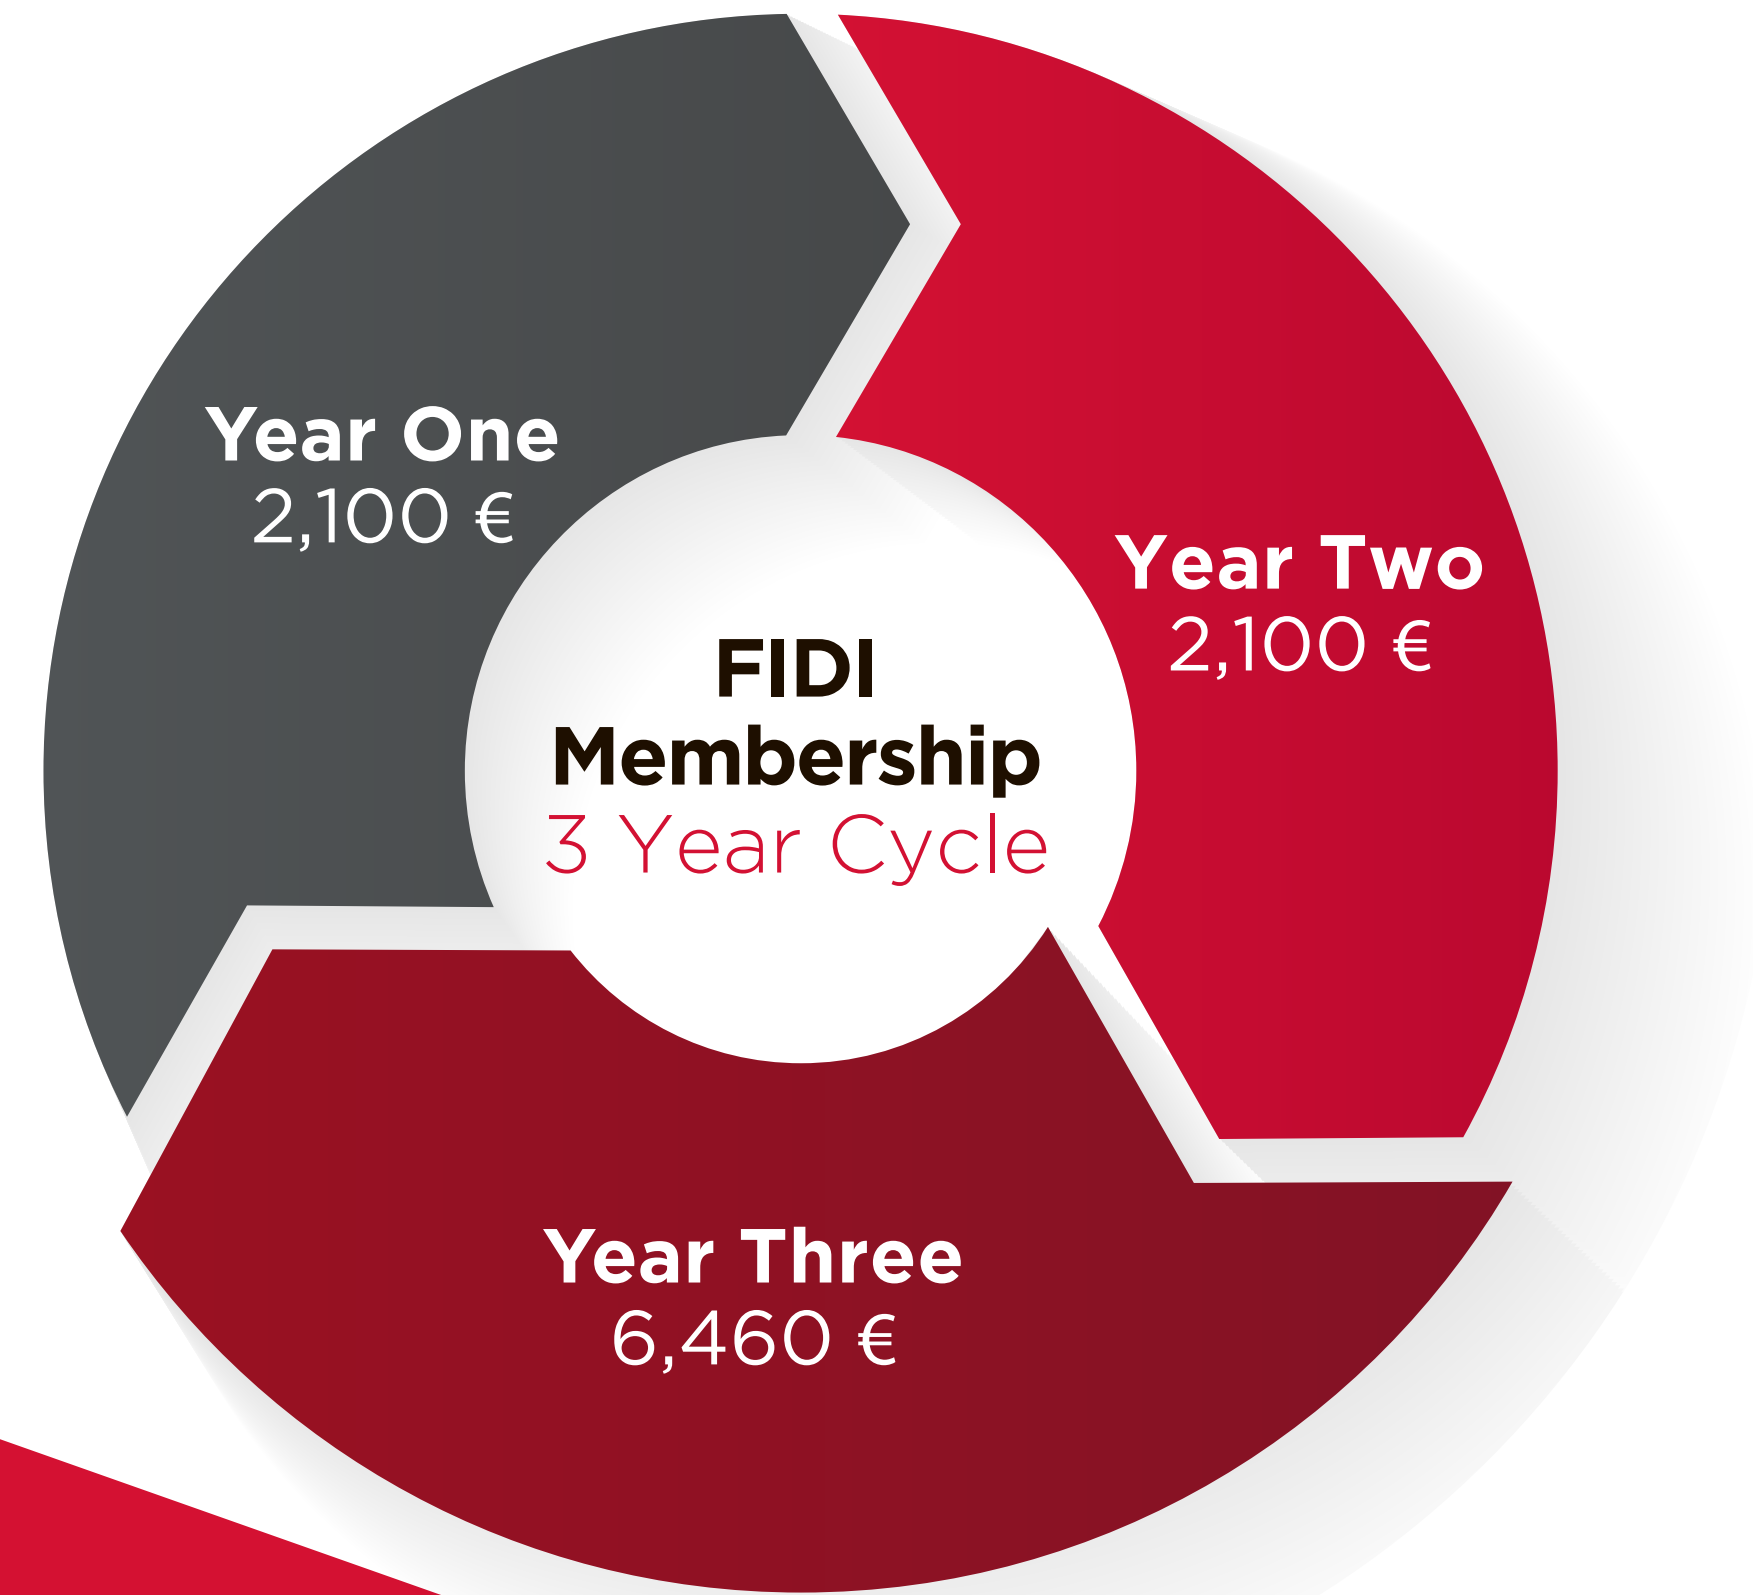 Year One
2,100 €
Year Two
2,100 €
FIDI
Membership
3 Year Cycle
Year Three
6,460 €